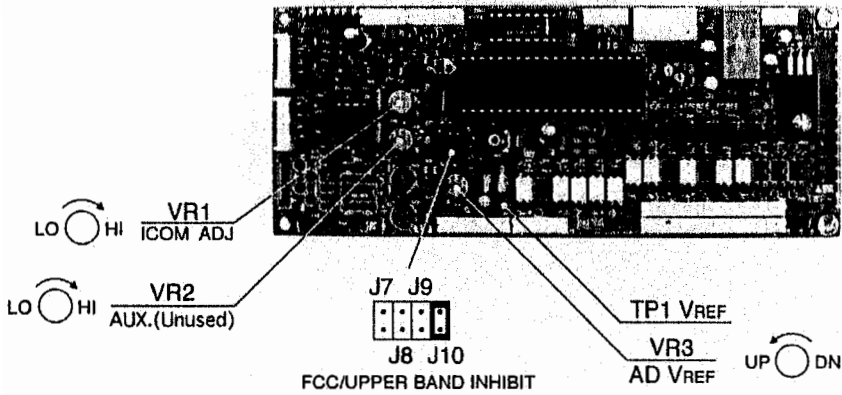 VR1
LO HI ICOM ADJ
VR2
LO HI AUX.(Unused)
J7 J9
J8 J10
FCC/UPPER BAND INHIBIT
TP1 VREF
VR3
AD VREF UP DN